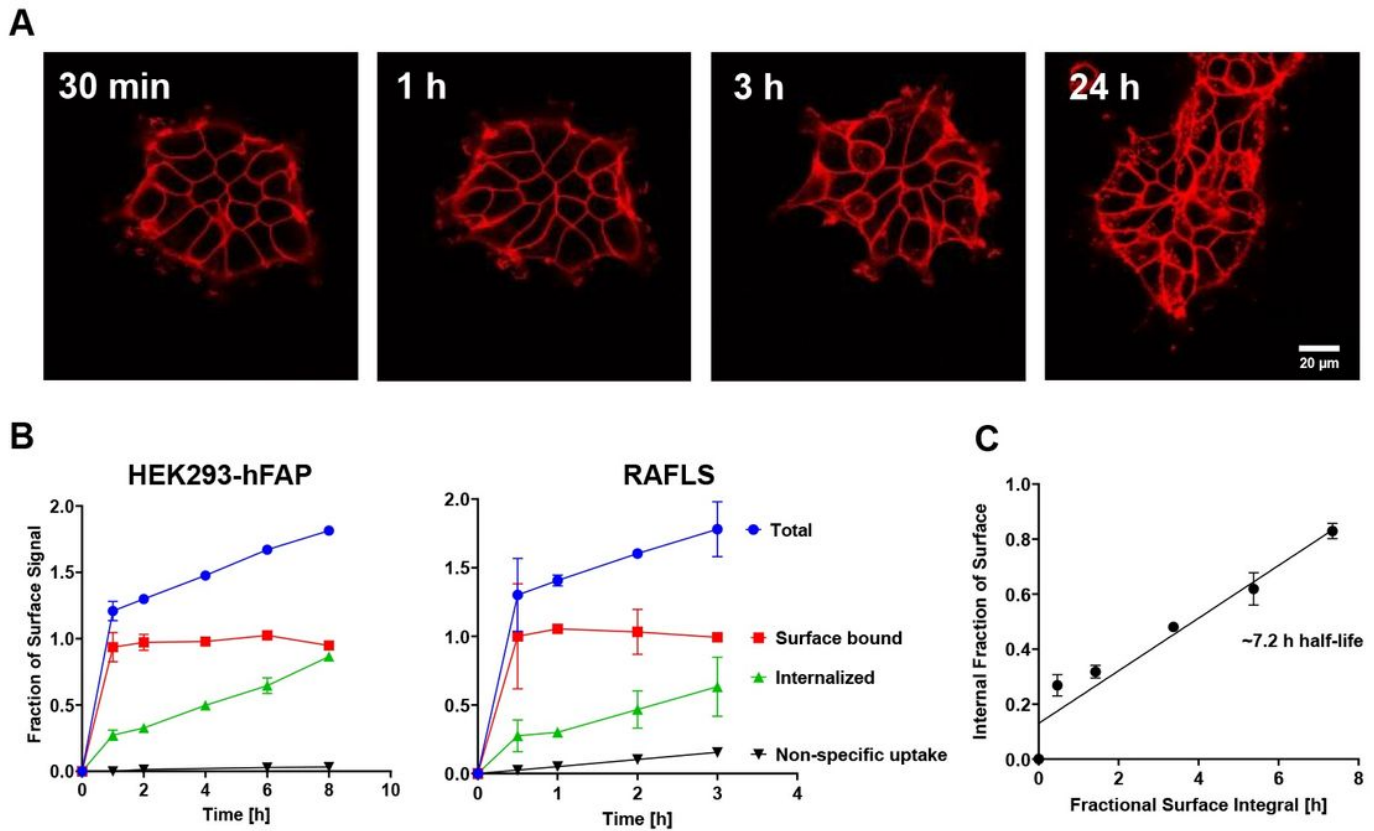 A
30 min
1 h
3 h
24 h
20 µm
B
HEK293-hFAP
Fraction of Surface Signal
2.0
1.5
1.0
0.5
0.0
0 2 4 6 8 10
Time [h]
RAFLS
2.0
1.5
1.0
0.5
0.0
0 1 2 3 4
Time [h]
Total
Surface bound
Internalized
Non-specific uptake
C
Internal Fraction of Surface
1.0
0.8
0.6
0.4
0.2
0.0
~7.2 h half-life
0 2 4 6 8
Fractional Surface Integral [h]